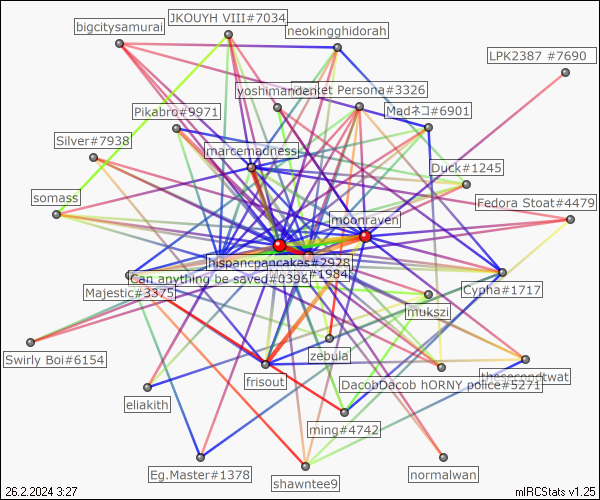 JKOUYH VIII#7034
bigcitysamurai
neokingghidorah
LPK2387 #7690
yoshimander
Persona#3326
Pikabro#9971
Madネコ#6901
Silver#7938
marcemadness
Duck#1245
somass
Fedora Stoat#4479
moonraven
hispancpancakes#2928
#1984
Can anything be saved#0396
Majestic#3375
Cypha#1717
mukszi
Swirly Boi#6154
zebula
thesecondtwat
frisout
DacobDacob hORNY police#5271
eliakith
ming#4742
Eg.Master#1378
normalwan
shawntee9
26.2.2024 3:27
mIRCStats v1.25